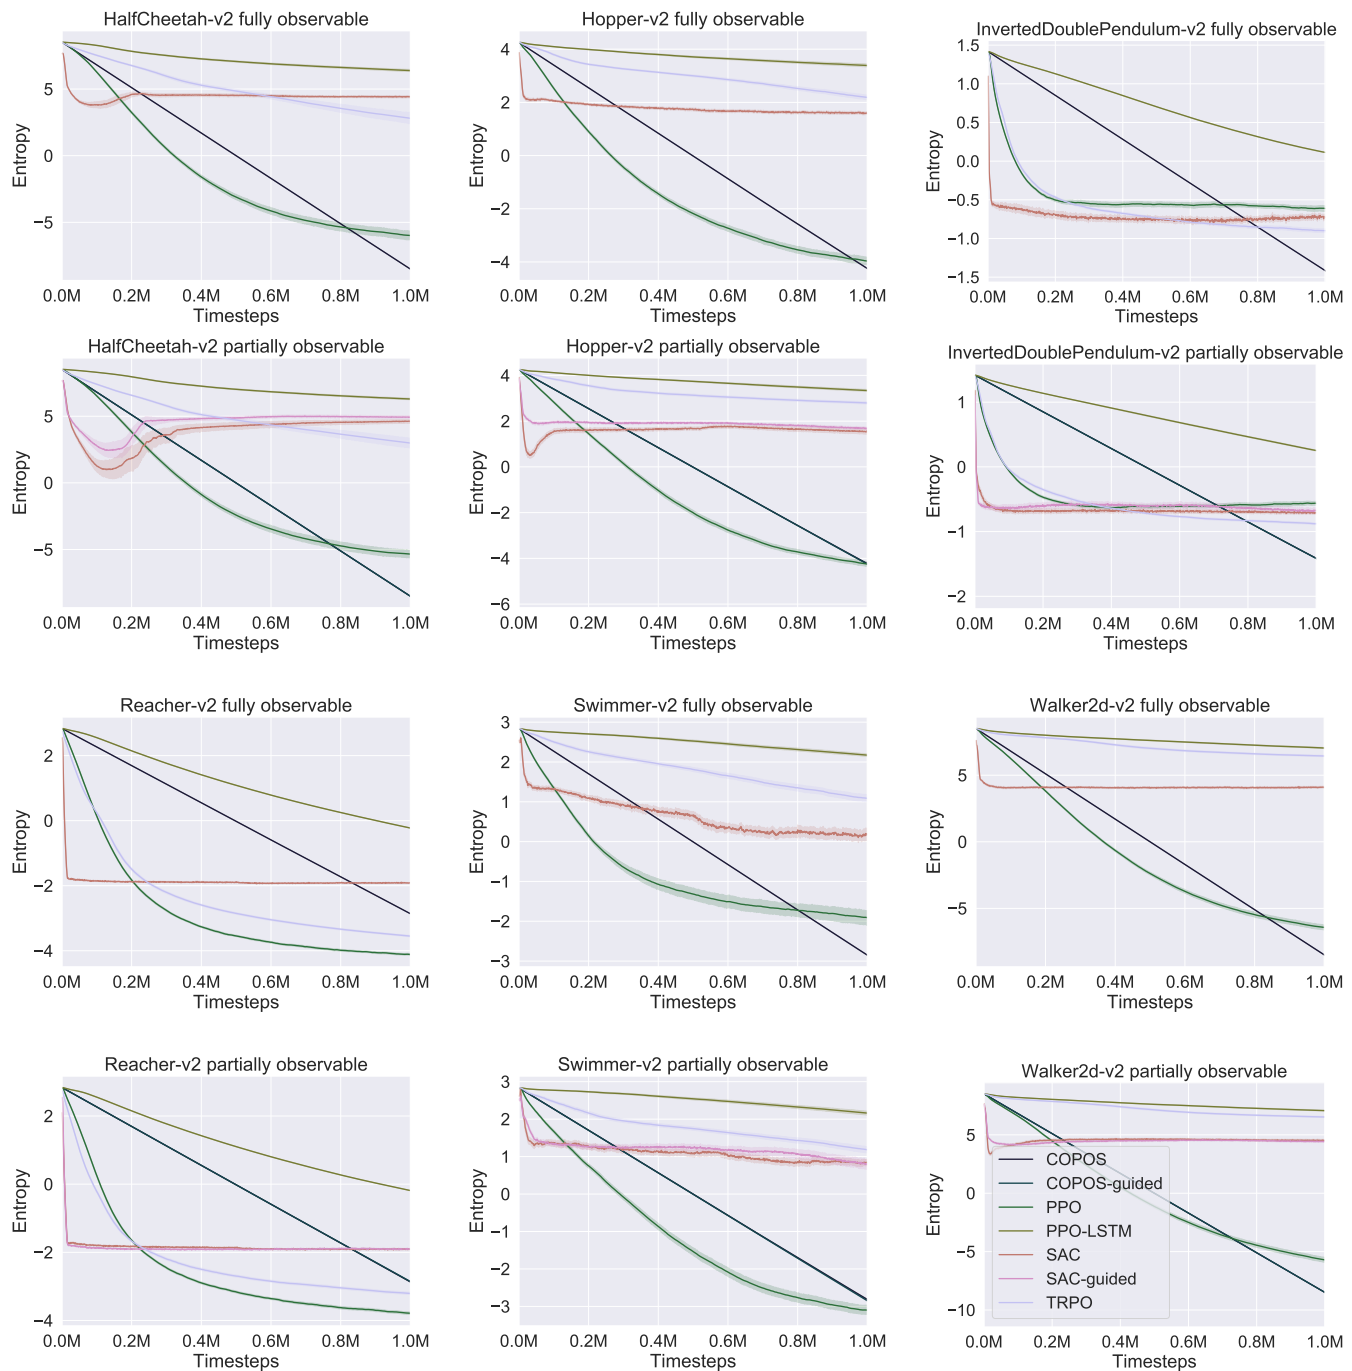 HalfCheetah-v2 fully observable
Entropy
5
0
−5
0.0M 0.2M 0.4M 0.6M 0.8M 1.0M
Timesteps
Hopper-v2 fully observable
Entropy
4
2
0
−2
−4
0.0M 0.2M 0.4M 0.6M 0.8M 1.0M
Timesteps
InvertedDoublePendulum-v2 fully observable
Entropy
1.5
1.0
0.5
0.0
−0.5
−1.0
−1.5
0.0M 0.2M 0.4M 0.6M 0.8M 1.0M
Timesteps
HalfCheetah-v2 partially observable
Entropy
5
0
−5
0.0M 0.2M 0.4M 0.6M 0.8M 1.0M
Timesteps
Hopper-v2 partially observable
Entropy
4
2
0
−2
−4
−6
0.0M 0.2M 0.4M 0.6M 0.8M 1.0M
Timesteps
InvertedDoublePendulum-v2 partially observable
Entropy
1
0
−1
−2
0.0M 0.2M 0.4M 0.6M 0.8M 1.0M
Timesteps
Reacher-v2 fully observable
Entropy
2
0
−2
−4
0.0M 0.2M 0.4M 0.6M 0.8M 1.0M
Timesteps
Swimmer-v2 fully observable
Entropy
3
2
1
0
−1
−2
−3
0.0M 0.2M 0.4M 0.6M 0.8M 1.0M
Timesteps
Walker2d-v2 fully observable
Entropy
5
0
−5
0.0M 0.2M 0.4M 0.6M 0.8M 1.0M
Timesteps
Reacher-v2 partially observable
Entropy
2
0
−2
−4
0.0M 0.2M 0.4M 0.6M 0.8M 1.0M
Timesteps
Swimmer-v2 partially observable
Entropy
3
2
1
0
−1
−2
−3
0.0M 0.2M 0.4M 0.6M 0.8M 1.0M
Timesteps
Walker2d-v2 partially observable
Entropy
5
0
−5
−10
COPOS
COPOS-guided
PPO
PPO-LSTM
SAC
SAC-guided
TRPO
0.0M 0.2M 0.4M 0.6M 0.8M 1.0M
Timesteps